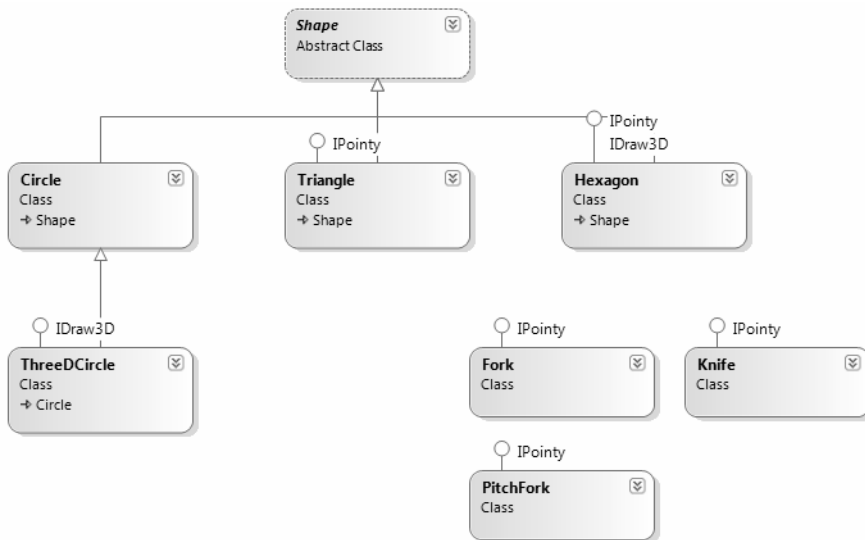 Shape
Abstract Class
IPointy
IPointy
IDraw3D
Circle
Class
Shape
Triangle
Class
Shape
Hexagon
Class
Shape
IDraw3D
ThreeDCircle
Class
Circle
IPointy
Fork
Class
IPointy
Knife
Class
IPointy
PitchFork
Class